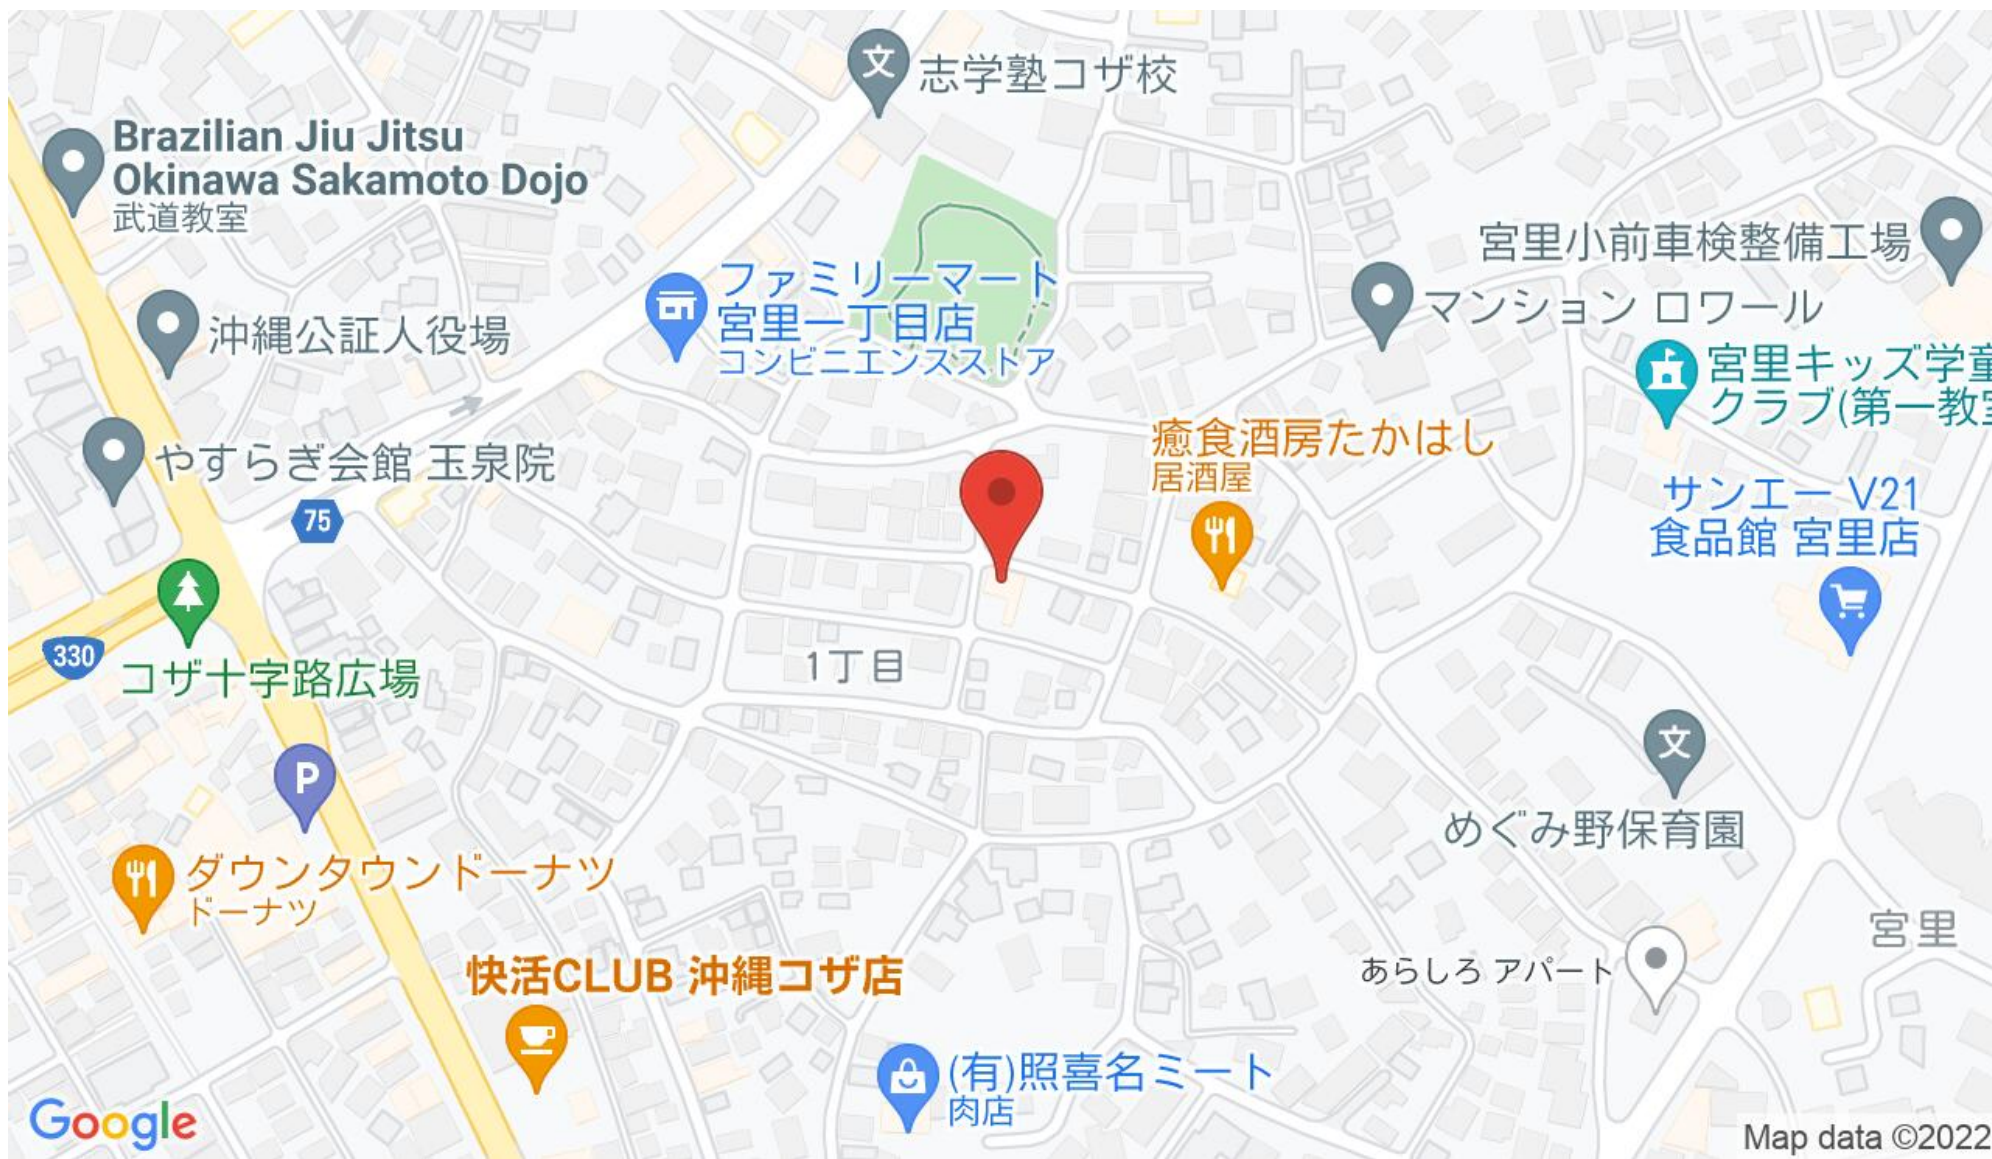 文
志学塾コザ校
Brazilian Jiu Jitsu
Okinawa Sakamoto Dojo
武道教室
宮里小前車検整備工場
ファミリーマート
宮里一丁目店
コンビニエンスストア
マンション ロワール
沖縄公証人役場
宮里キッズ学童
クラブ(第一教室
癒食酒房たかはし
居酒屋
やすらぎ会館 玉泉院
75
サンエー V21
食品館 宮里店
330
コザ十字路広場
1丁目
文
P
めぐみ野保育園
ダウンタウンドーナツ
ドーナツ
宮里
あらしろ アパート
快活CLUB 沖縄コザ店
(有)照喜名ミート
肉店
Google
Map data ©2022